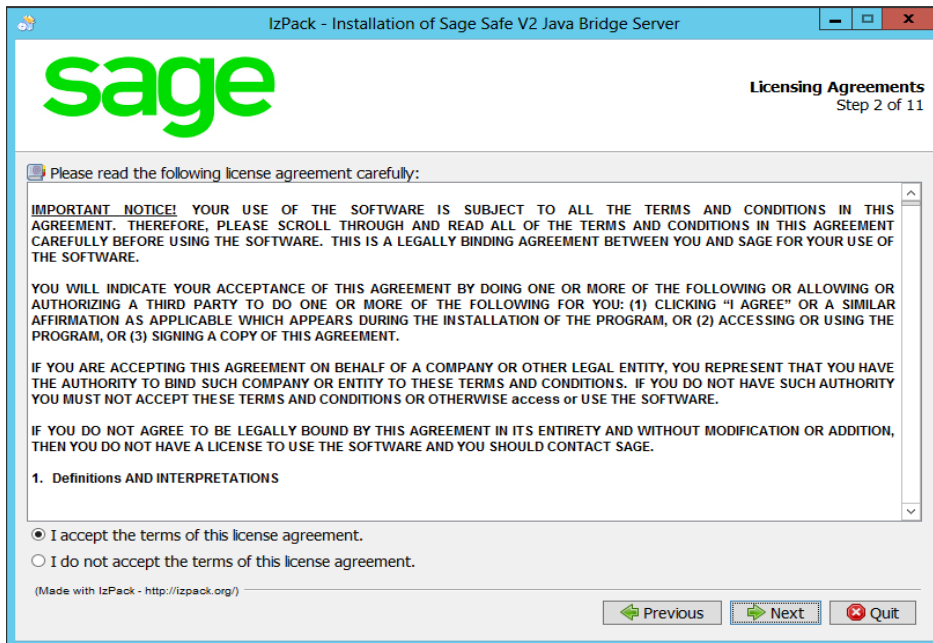 IzPack - Installation of Sage Safe V2 Java Bridge Server
sage
Licensing Agreements
Step 2 of 11
Please read the following license agreement carefully:
IMPORTANT NOTICE! YOUR USE OF THE SOFTWARE IS SUBJECT TO ALL THE TERMS AND CONDITIONS IN THIS
AGREEMENT. THEREFORE, PLEASE SCROLL THROUGH AND READ ALL OF THE TERMS AND CONDITIONS IN THIS AGREEMENT
CAREFULLY BEFORE USING THE SOFTWARE. THIS IS A LEGALLY BINDING AGREEMENT BETWEEN YOU AND SAGE FOR YOUR USE OF
THE SOFTWARE.
YOU WILL INDICATE YOUR ACCEPTANCE OF THIS AGREEMENT BY DOING ONE OR MORE OF THE FOLLOWING OR ALLOWING OR
AUTHORIZING A THIRD PARTY TO DO ONE OR MORE OF THE FOLLOWING FOR YOU: (1) CLICKING “I AGREE” OR A SIMILAR
AFFIRMATION AS APPLICABLE WHICH APPEARS DURING THE INSTALLATION OF THE PROGRAM, OR (2) ACCESSING OR USING THE
PROGRAM, OR (3) SIGNING A COPY OF THIS AGREEMENT.
IF YOU ARE ACCEPTING THIS AGREEMENT ON BEHALF OF A COMPANY OR OTHER LEGAL ENTITY, YOU REPRESENT THAT YOU HAVE
THE AUTHORITY TO BIND SUCH COMPANY OR ENTITY TO THESE TERMS AND CONDITIONS. IF YOU DO NOT HAVE SUCH AUTHORITY
YOU MUST NOT ACCEPT THESE TERMS AND CONDITIONS OR OTHERWISE access or USE THE SOFTWARE.
IF YOU DO NOT AGREE TO BE LEGALLY BOUND BY THIS AGREEMENT IN ITS ENTIRETY AND WITHOUT MODIFICATION OR ADDITION,
THEN YOU DO NOT HAVE A LICENSE TO USE THE SOFTWARE AND YOU SHOULD CONTACT SAGE.
1. Definitions AND INTERPRETATIONS
I accept the terms of this license agreement.
I do not accept the terms of this license agreement.
(Made with IzPack - http://izpack.org/)
Previous
Next
Quit